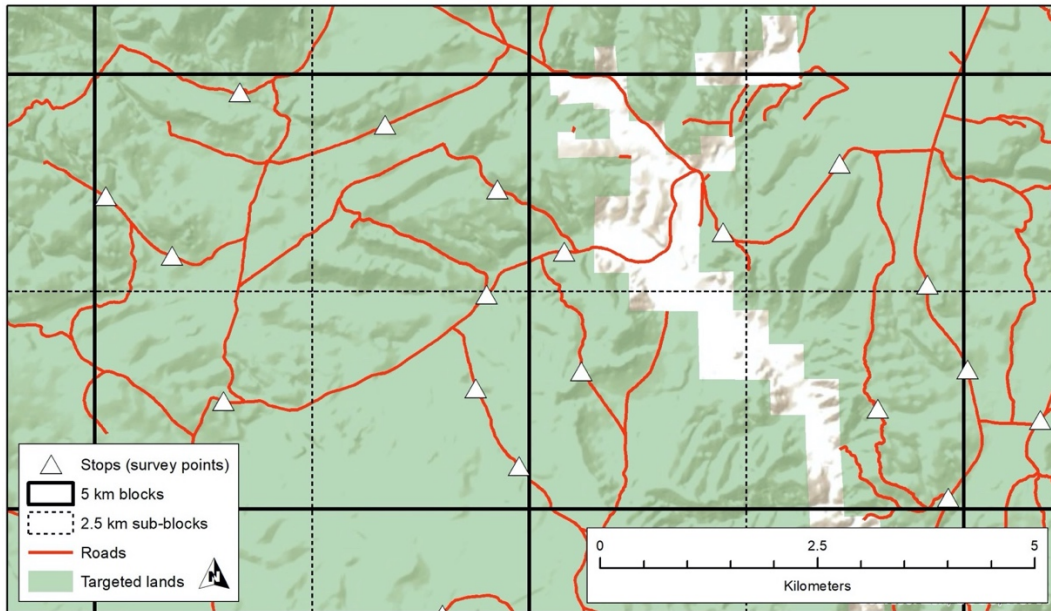 Stops (survey points)
5 km blocks
2.5 km sub-blocks
Roads
Targeted lands
N
0 2.5 5
Kilometers